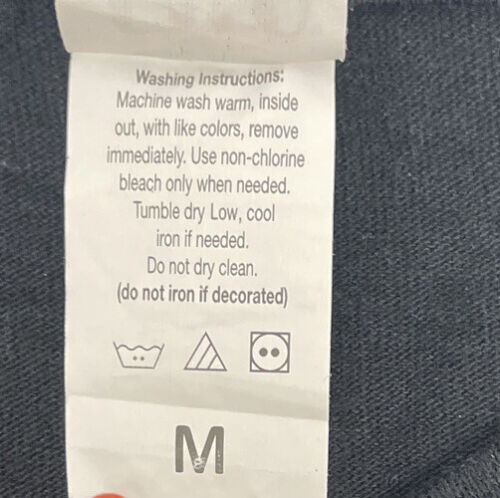 Washing Instructions:
Machine wash warm, inside
out, with like colors, remove
immediately. Use non-chlorine
bleach only when needed.
Tumble dry Low, cool
iron if needed.
Do not dry clean.
(do not iron if decorated)
M